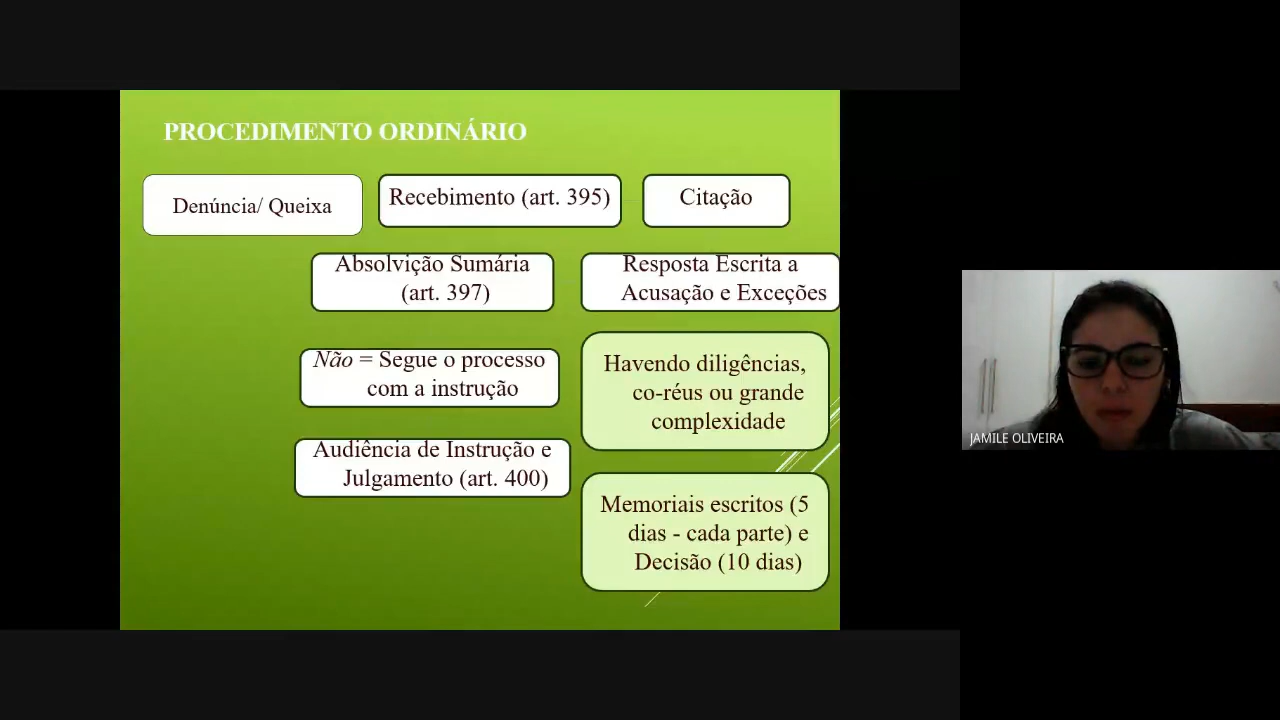 PROCEDIMENTO ORDINÁRIO
Denúncia/ Queixa
Recebimento (art. 395)
Citação
Absolvição Sumária
(art. 397)
Resposta Escrita a
Acusação e Exceções
Não = Segue o processo
com a instrução
Havendo diligências,
co-réus ou grande
complexidade
Audiência de Instrução e
Julgamento (art. 400)
Memoriais escritos (5
dias - cada parte) e
Decisão (10 dias)
JAMILE OLIVEIRA